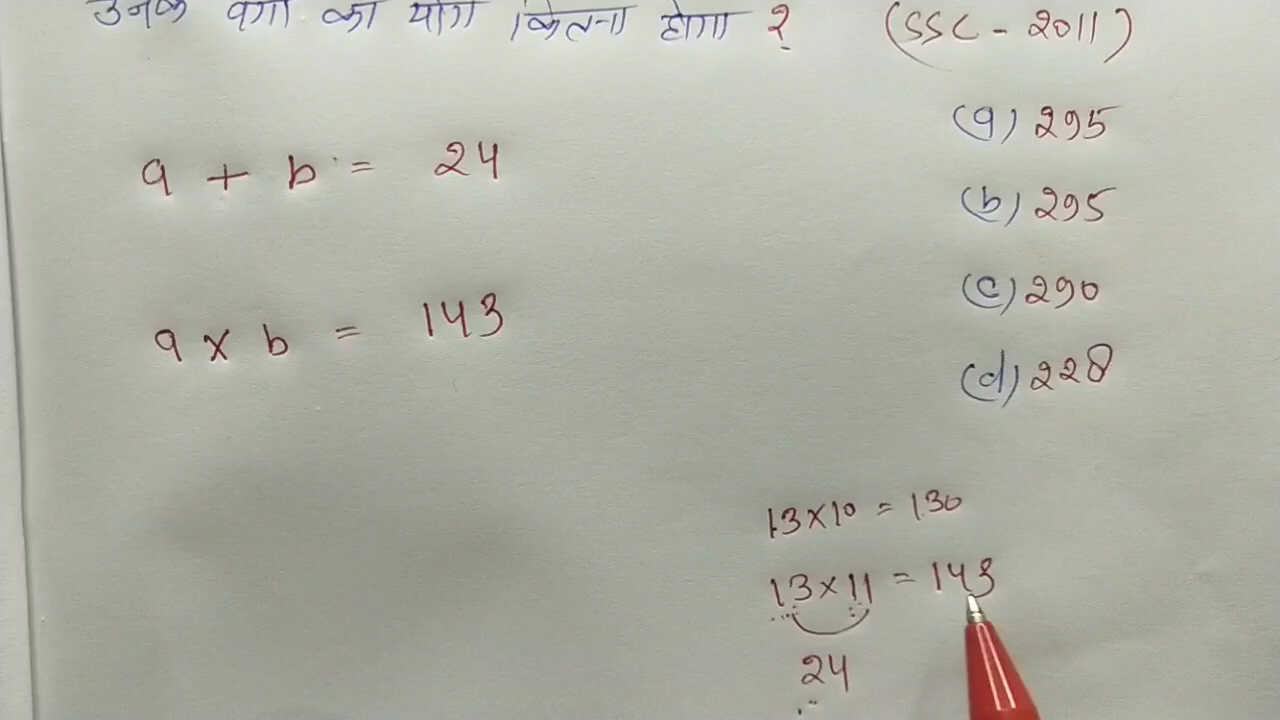 उनके वर्गों का योग कितना होगा ? (SSC - 2011)
a + b = 24
(a) 295
(b) 295
a x b = 143
(c) 290
(d) 228
13x10 = 130
13x11 = 143
24